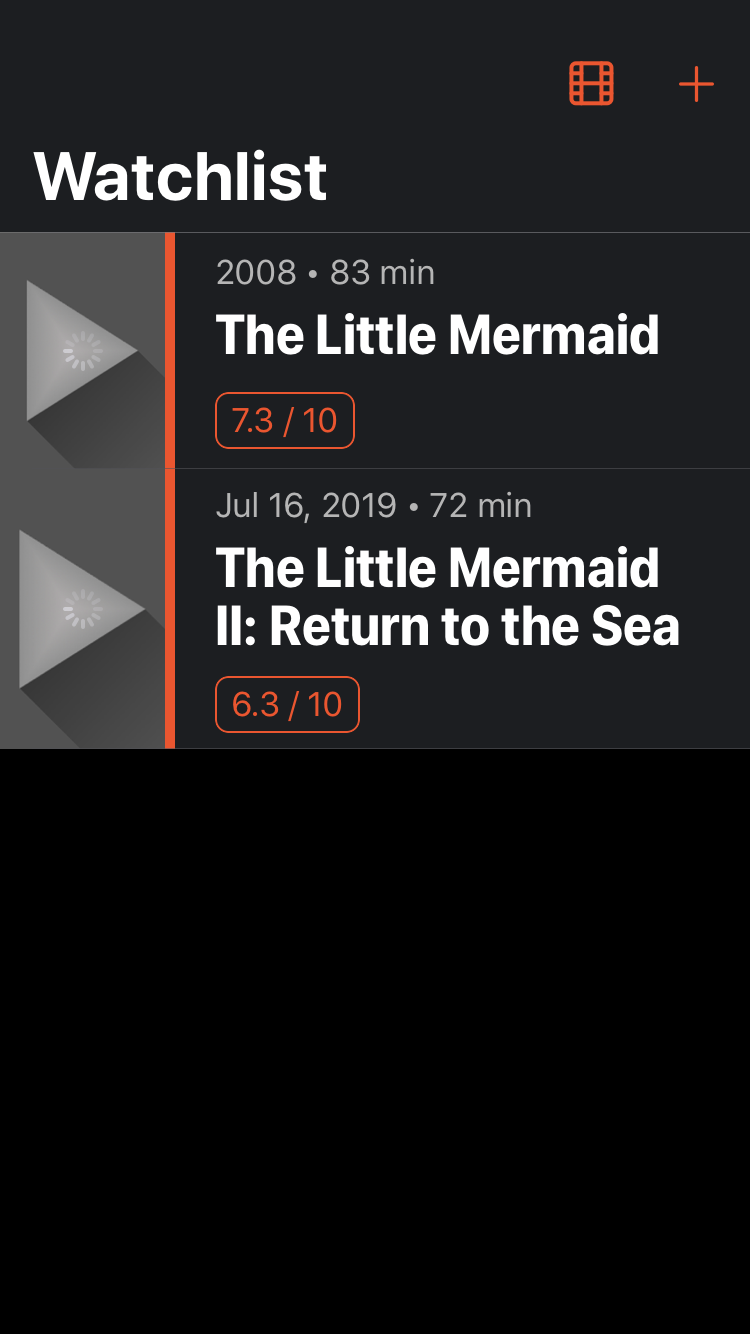 Watchlist
2008 • 83 min
The Little Mermaid
7.3 / 10
Jul 16, 2019 • 72 min
The Little Mermaid
II: Return to the Sea
6.3 / 10